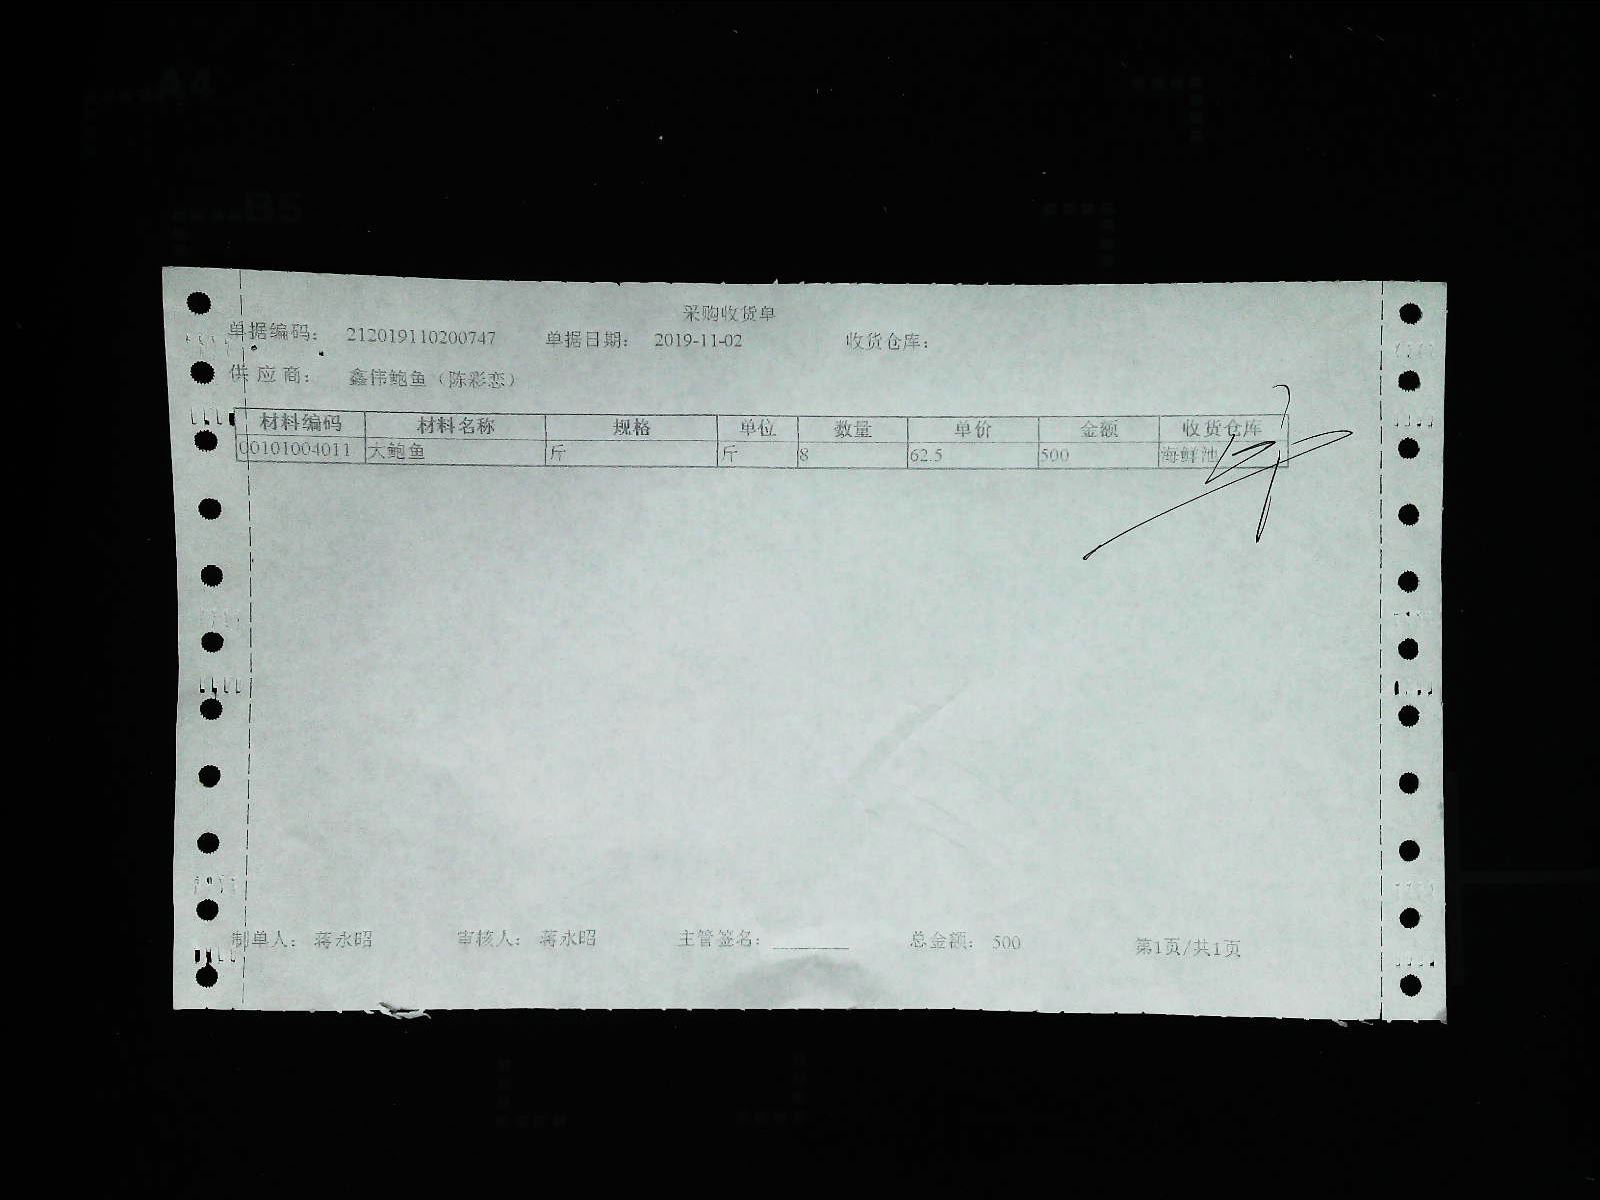 采购收货单
单据编码： 212019110200747 单据日期： 2019-11-02 收货仓库：
供 应 商： 鑫伟鲍鱼（陈彩恋）
材料编码 材料名称 规格 单位 数量 单价 金额 收货仓库
00101004011 大鲍鱼 斤 斤 8 62.5 500 海鲜池
制单人： 蒋永昭 审核人： 蒋永昭 主管签名： 总金额： 500 第1页/共1页